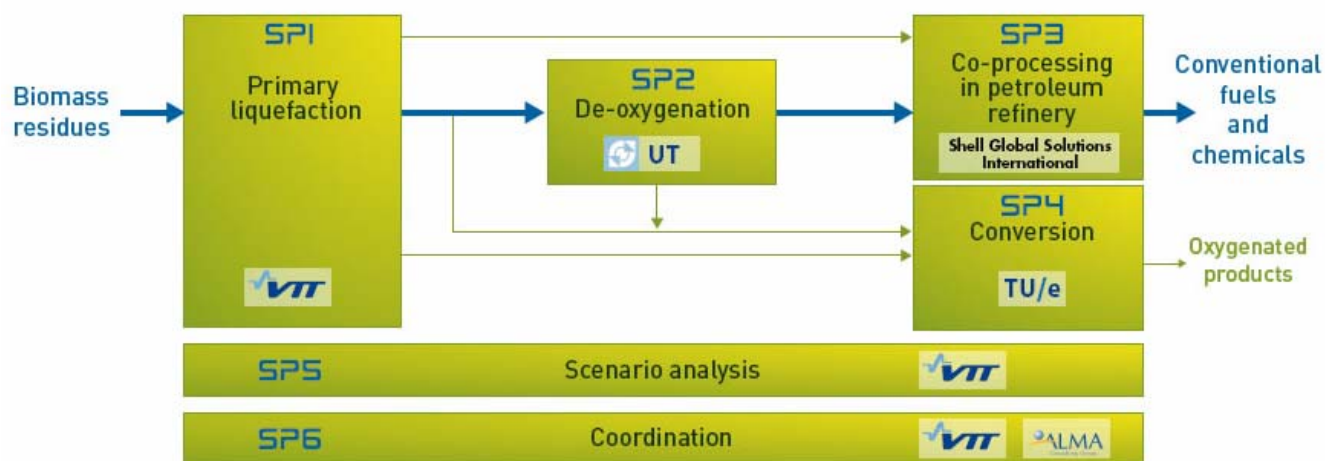 Biomass
residues
SP1
Primary
liquefaction
VTT
SP2
De-oxygenation
UT
SP3
Co-processing
in petroleum
refinery
Shell Global Solutions
International
Conventional
fuels
and
chemicals
SP4
Conversion
TU/e
Oxygenated
products
SP5 Scenario analysis VTT
SP6 Coordination VTT ALMA